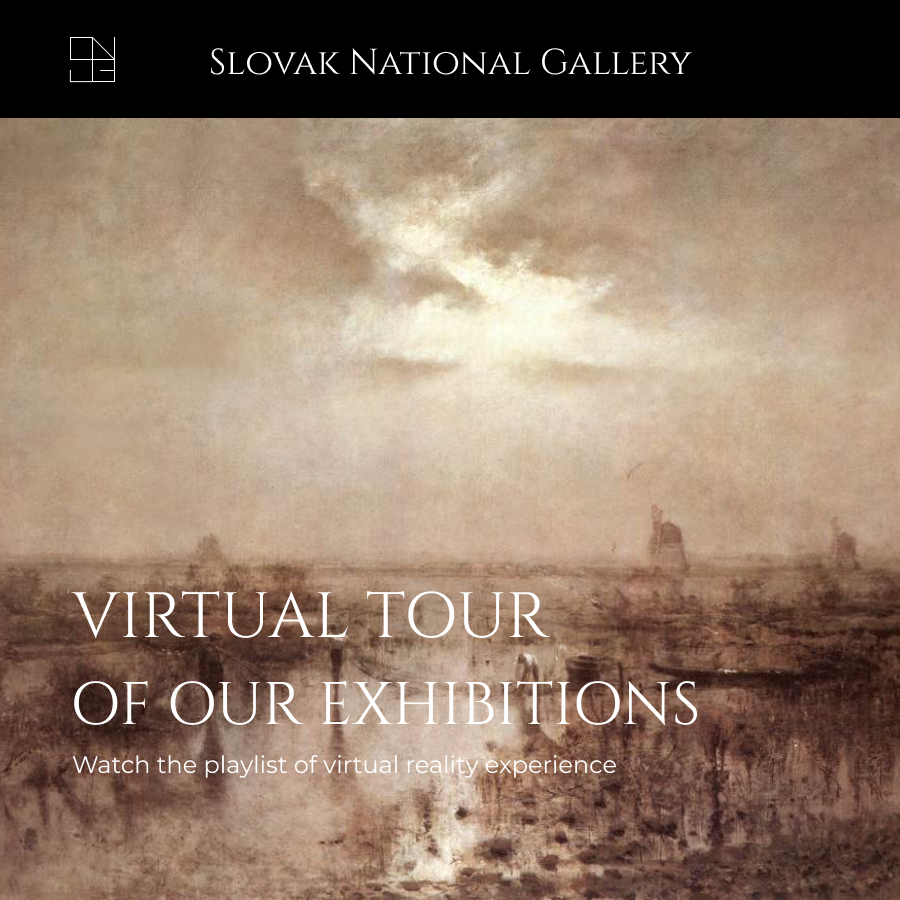 SLOVAK NATIONAL GALLERY
VIRTUAL TOUR
OF OUR EXHIBITIONS
Watch the playlist of virtual reality experience